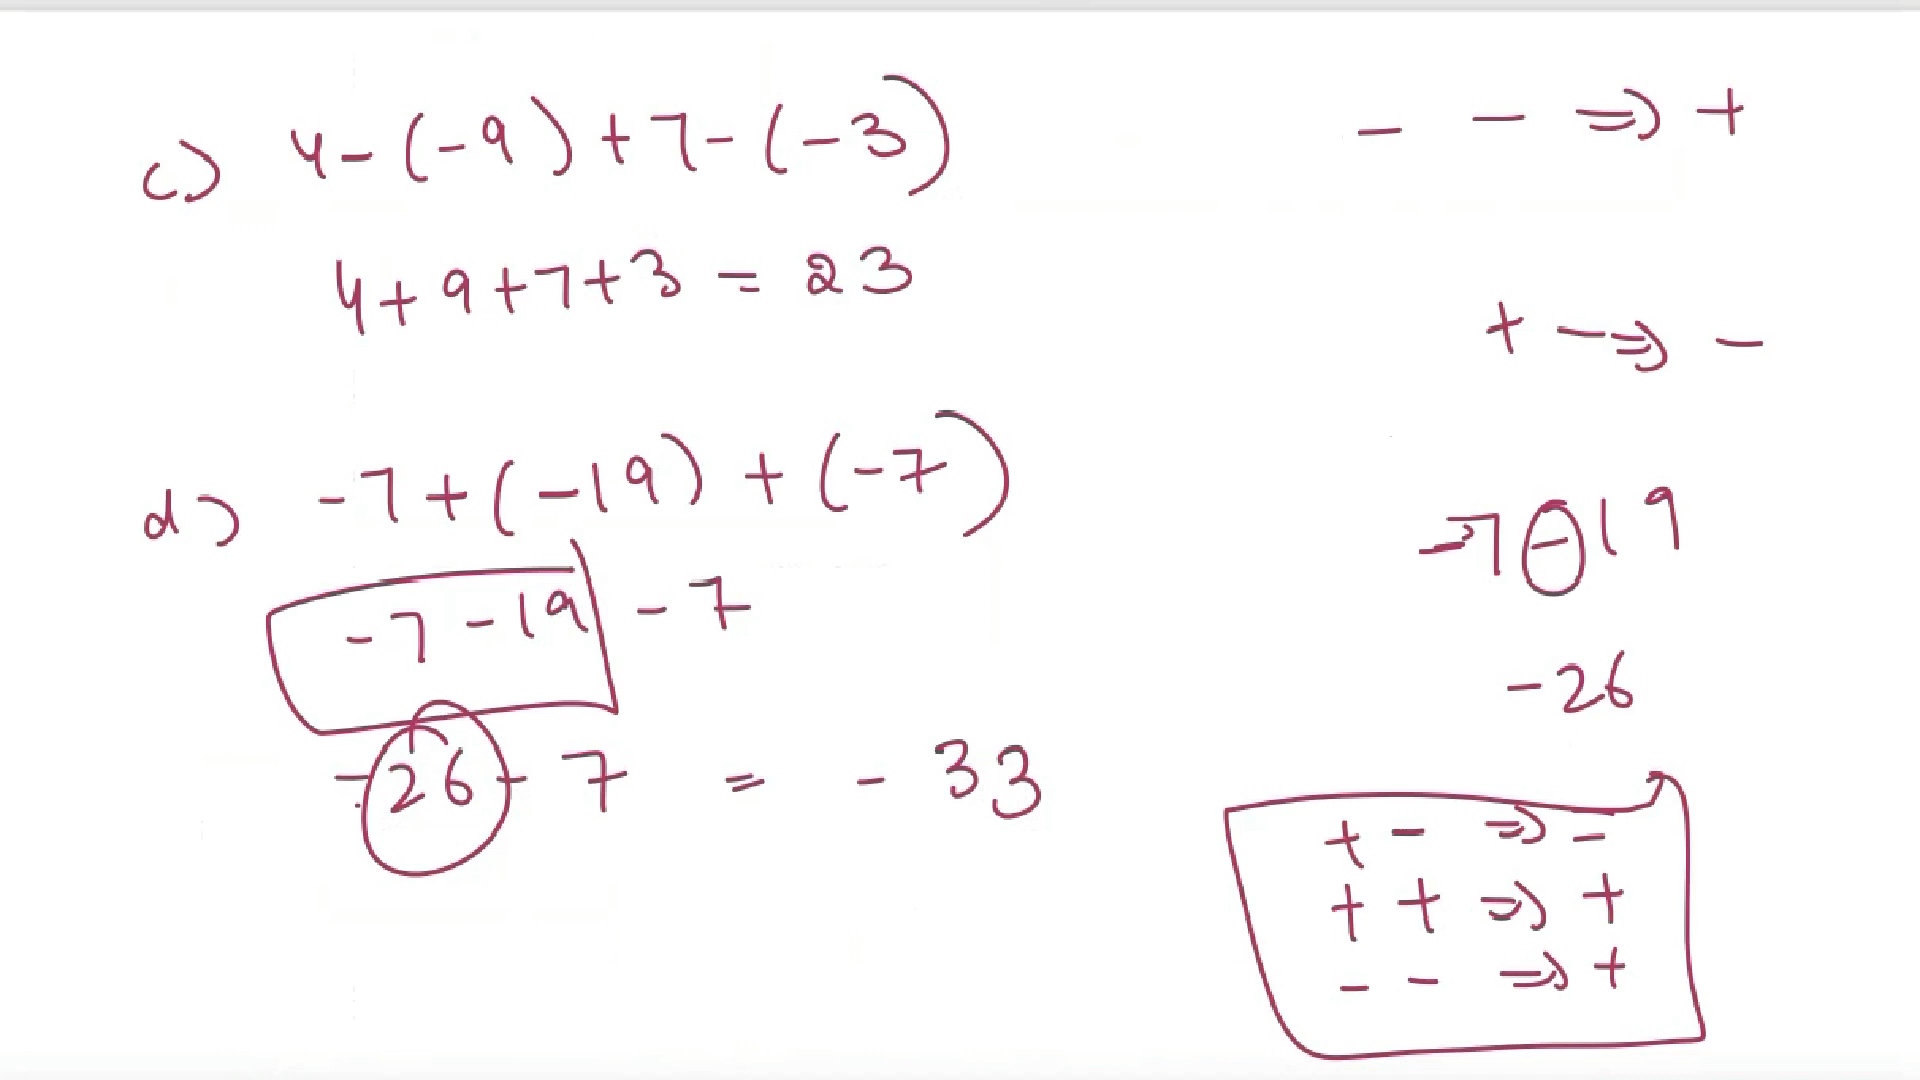 c) 4-(-9)+7-(-3)
4+9+7+3 = 23
d) -7+(-19)+(-7)
-7-19-7
-26-7 = -33
- - ⇒ +
+ - ⇒ -
-7-19
-26
+ - ⇒ -
+ + ⇒ +
- - ⇒ +